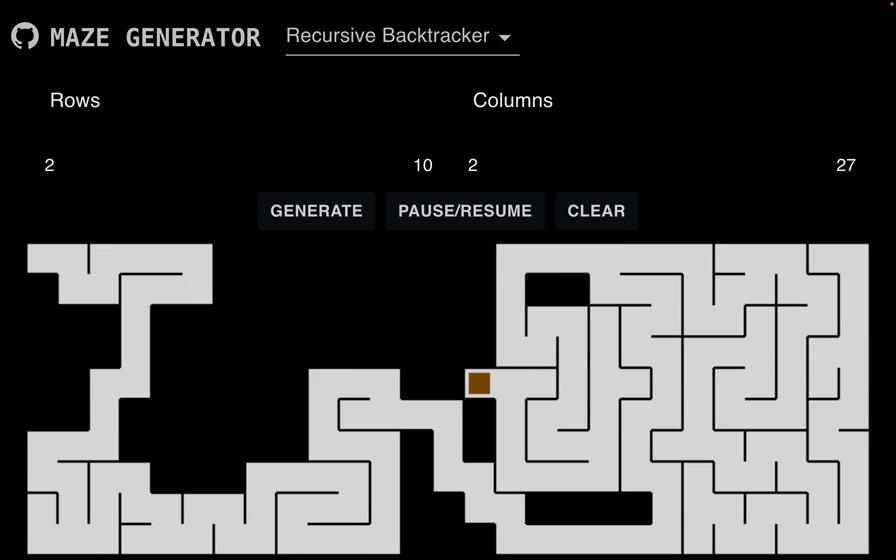 MAZE GENERATOR Recursive Backtracker
Rows Columns
2 10 2 27
GENERATE PAUSE/RESUME CLEAR